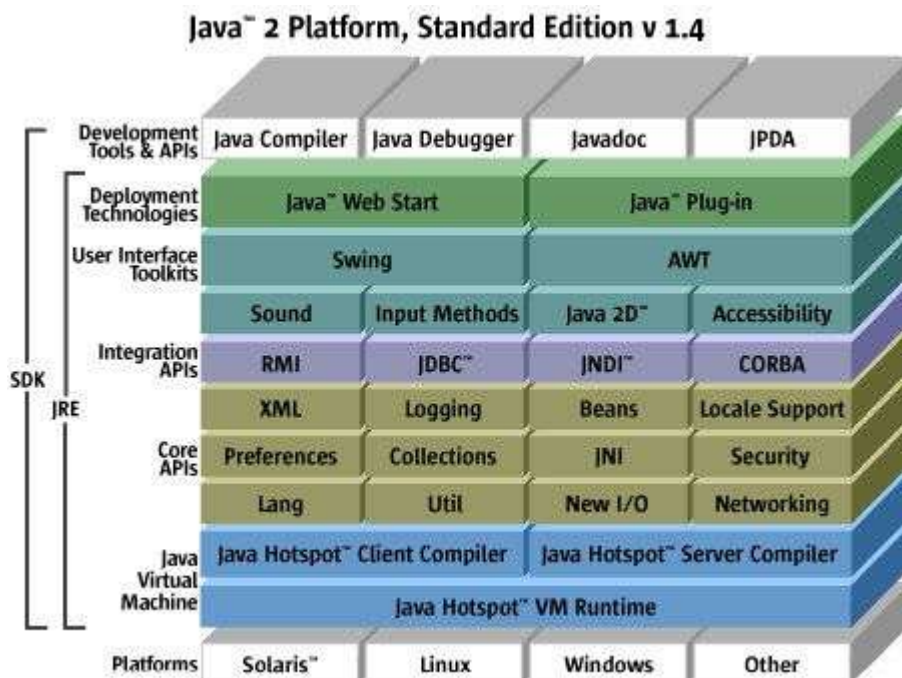 Java™ 2 Platform, Standard Edition v 1.4
Development Tools & APIs
Java Compiler
Java Debugger
Javadoc
JPDA
Deployment Technologies
Java™ Web Start
Java™ Plug-in
User Interface Toolkits
Swing
AWT
Sound
Input Methods
Java 2D™
Accessibility
Integration APIs
RMI
JDBC™
JNDI™
CORBA
SDK
JRE
XML
Logging
Beans
Locale Support
Core APIs
Preferences
Collections
JNI
Security
Lang
Util
New I/O
Networking
Java Virtual Machine
Java Hotspot™ Client Compiler
Java Hotspot™ Server Compiler
Java Hotspot™ VM Runtime
Platforms
Solaris™
Linux
Windows
Other